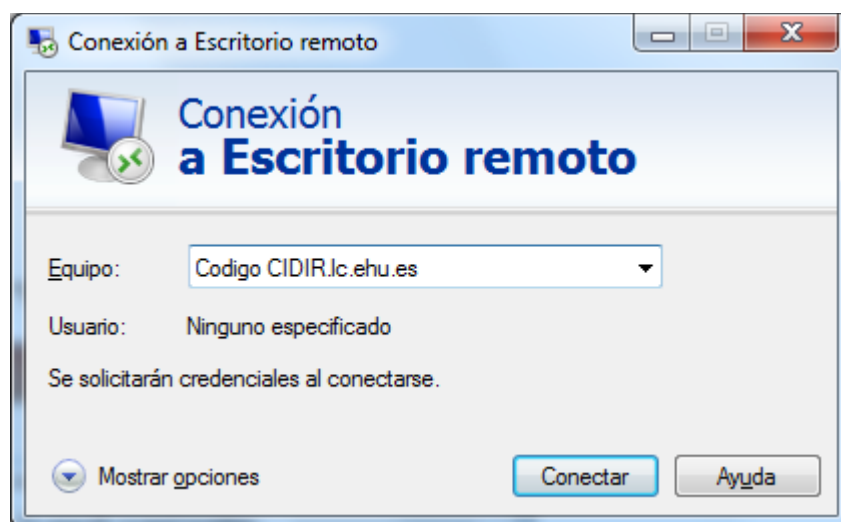 Conexión a Escritorio remoto
Conexión
a Escritorio remoto
Equipo: Codigo CIDIR.lc.ehu.es
Usuario: Ninguno especificado
Se solicitarán credenciales al conectarse.
Mostrar opciones Conectar Ayuda